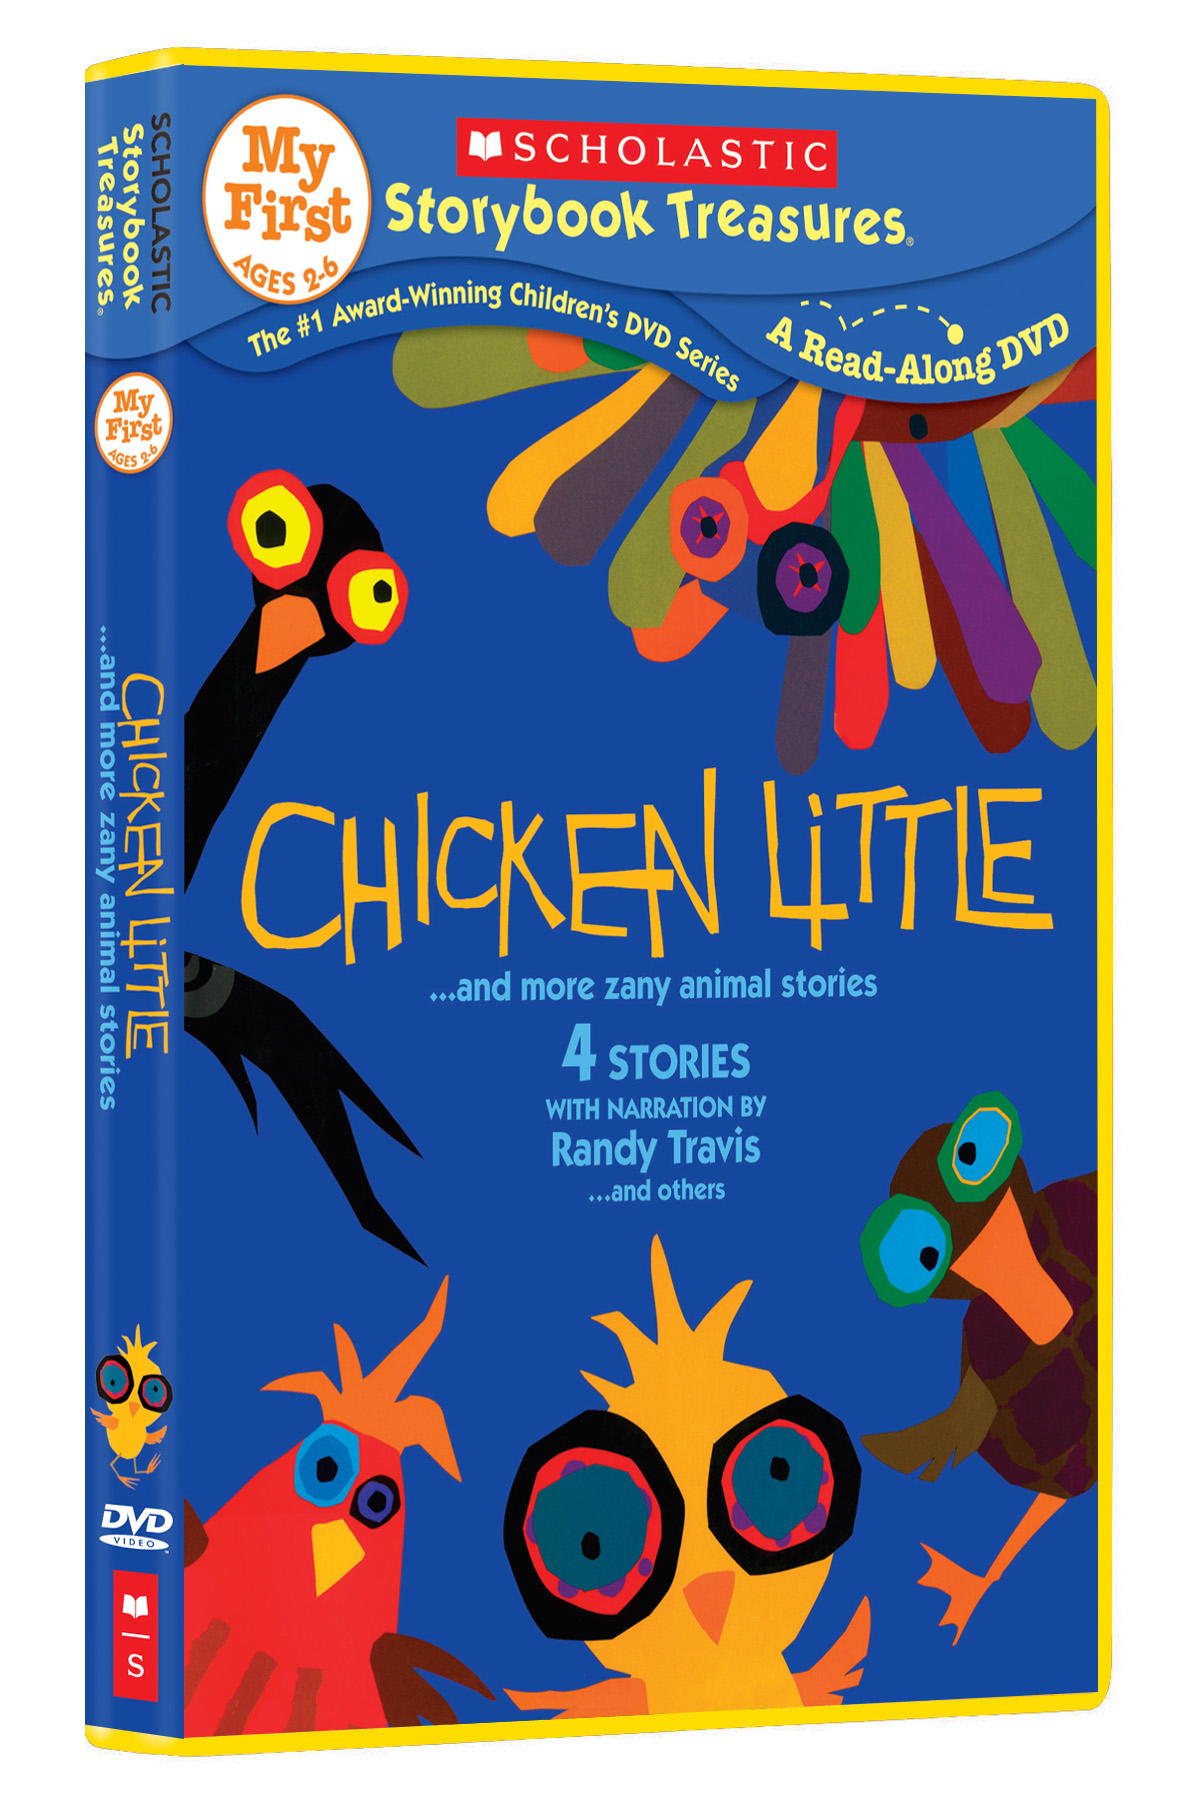 My
First
AGES 2-6
SCHOLASTIC
Storybook Treasures®
The #1 Award-Winning Children's DVD Series
A Read-Along DVD
CHICKEN LiTTLE
...and more zany animal stories
4 STORIES
WITH NARRATION BY
Randy Travis
...and others
SCHOLASTIC
Storybook
Treasures®
My
First
AGES 2-6
CHICKEN LiTTLE
...and more zany animal stories
DVD
VIDEO
S